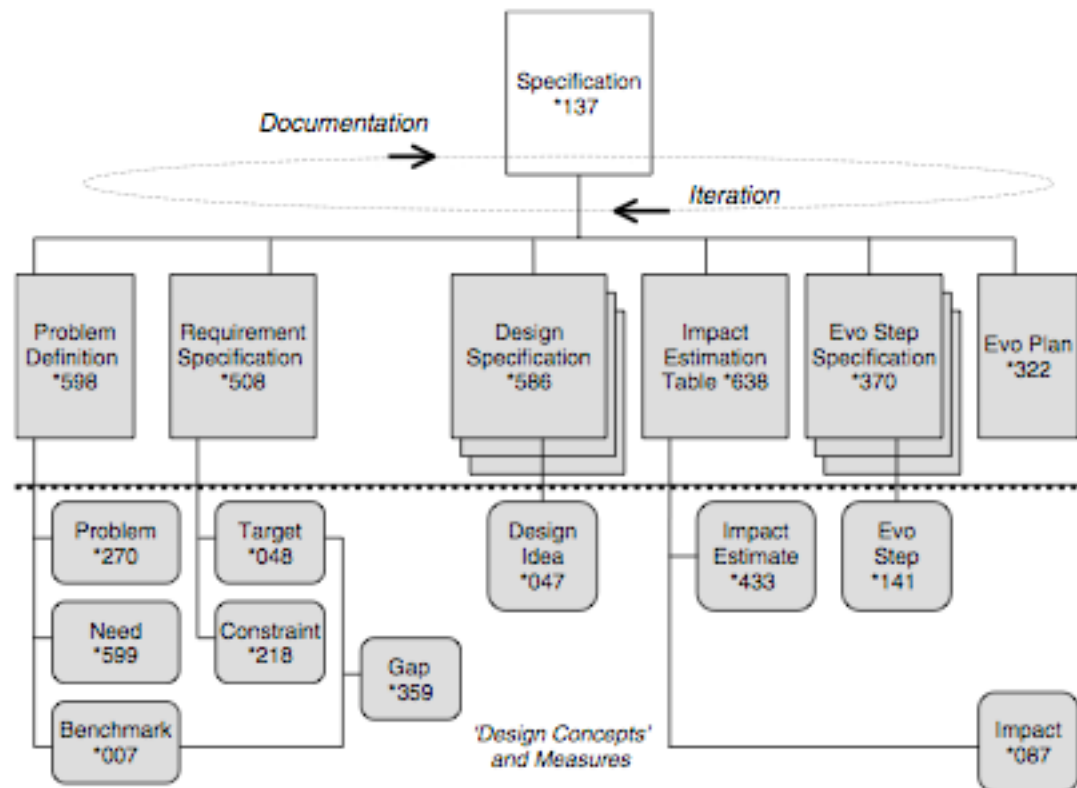 Specification
*137
Documentation
Iteration
Problem
Definition
*598
Requirement
Specification
*508
Design
Specification
*586
Impact
Estimation
Table *638
Evo Step
Specification
*370
Evo Plan
*322
Problem
*270
Target
*048
Design
Idea
*047
Impact
Estimate
*433
Evo
Step
*141
Need
*599
Constraint
*218
Gap
*359
Benchmark
*007
'Design Concepts'
and Measures
Impact
*087